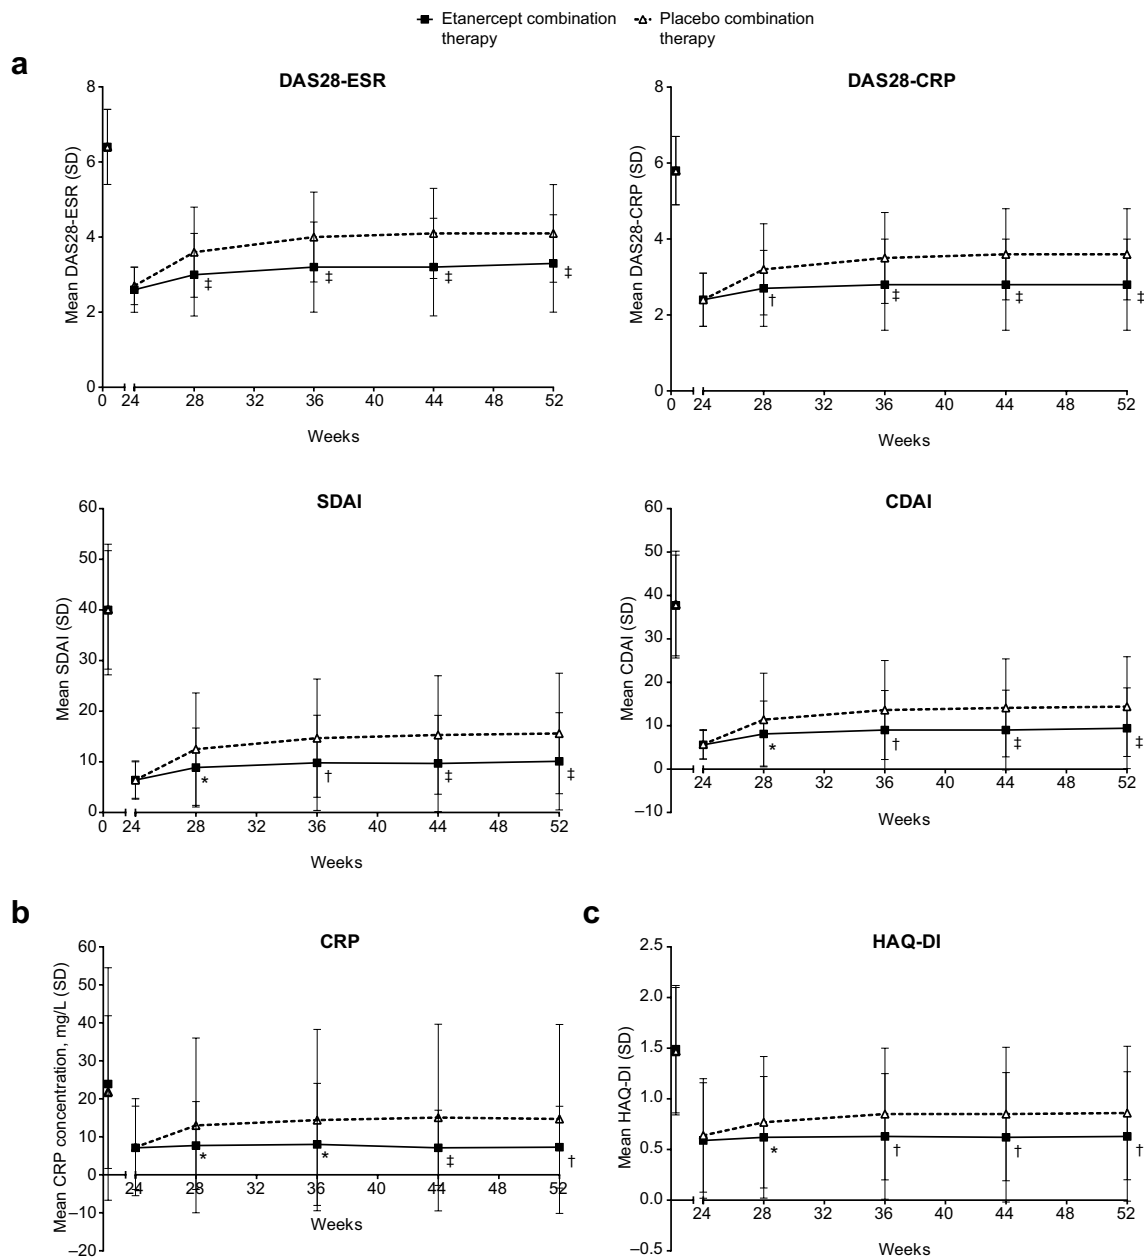 Etanercept combination therapy
Placebo combination therapy
a
DAS28-ESR
Mean DAS28-ESR (SD)
8
6
4
2
0
‡ ‡ ‡ ‡
0 24 28 32 36 40 44 48 52
Weeks
DAS28-CRP
Mean DAS28-CRP (SD)
8
6
4
2
0
† ‡ ‡ ‡
0 24 28 32 36 40 44 48 52
Weeks
SDAI
Mean SDAI (SD)
60
50
40
30
20
10
0
* † ‡ ‡
0 24 28 32 36 40 44 48 52
Weeks
CDAI
Mean CDAI (SD)
60
50
40
30
20
10
0
–10
* † ‡ ‡
24 28 32 36 40 44 48 52
Weeks
b
CRP
Mean CRP concentration, mg/L (SD)
60
50
40
30
20
10
0
–10
–20
* * ‡ †
24 28 32 36 40 44 48 52
Weeks
c
HAQ-DI
Mean HAQ-DI (SD)
2.5
2.0
1.5
1.0
0.5
0.0
–0.5
* † † †
24 28 32 36 40 44 48 52
Weeks